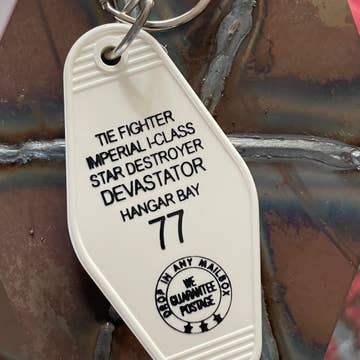 TIE FIGHTER
IMPERIAL I-CLASS
STAR DESTROYER
DEVASTATOR
HANGAR BAY
77
DROP IN ANY MAILBOX
WE
GUARANTEE
POSTAGE